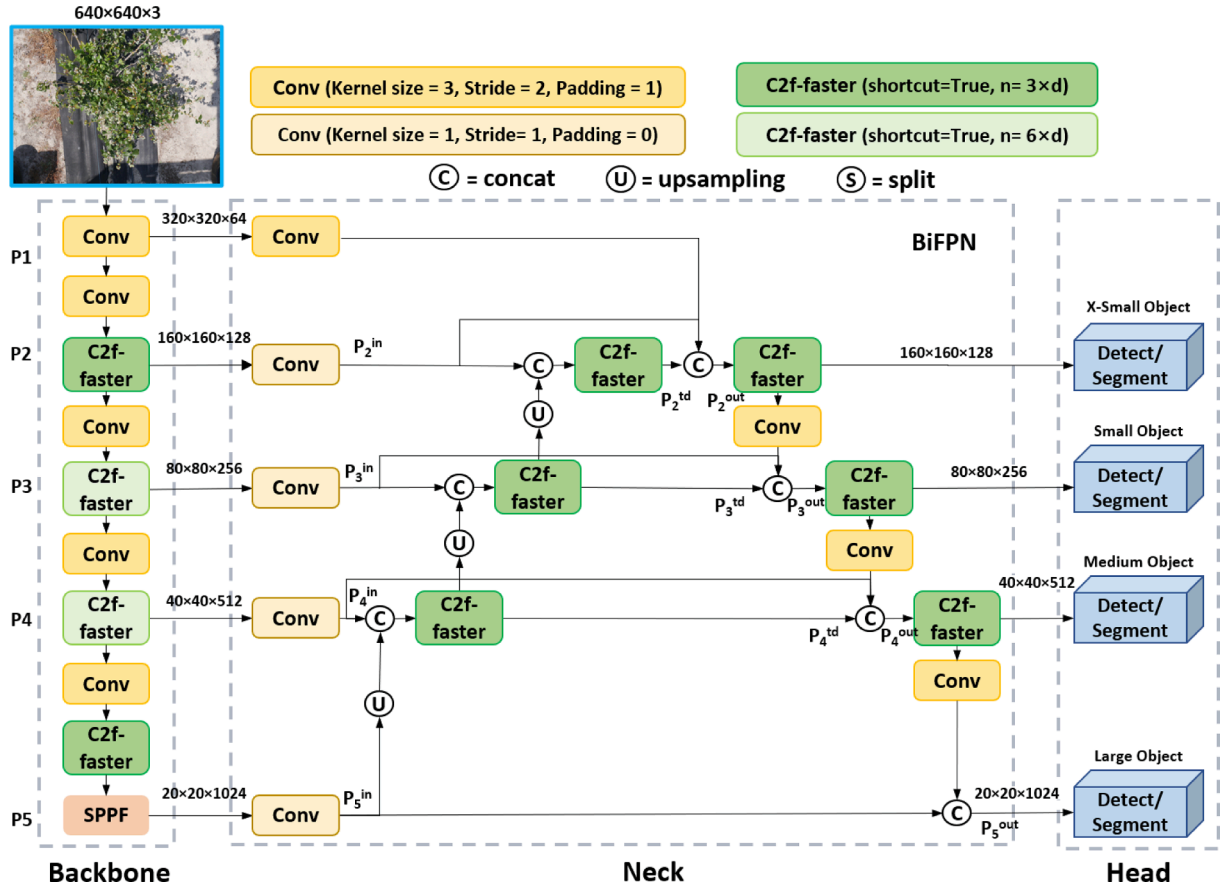 640×640×3
Conv (Kernel size = 3, Stride = 2, Padding = 1)
C2f-faster (shortcut=True, n= 3×d)
Conv (Kernel size = 1, Stride= 1, Padding = 0)
C2f-faster (shortcut=True, n= 6×d)
C = concat
U = upsampling
S = split
BiFPN
P1
Conv
320×320×64
Conv
Conv
P2
C2f-
faster
160×160×128
Conv
P₂ⁱⁿ
C
C2f-
faster
P₂ᵗᵈ
C
P₂ᵒᵘᵗ
C2f-
faster
160×160×128
X-Small Object
Detect/
Segment
U
Conv
Conv
P3
C2f-
faster
80×80×256
Conv
P₃ⁱⁿ
C
C2f-
faster
P₃ᵗᵈ
C
P₃ᵒᵘᵗ
C2f-
faster
80×80×256
Small Object
Detect/
Segment
Conv
U
Conv
P4
C2f-
faster
40×40×512
Conv
P₄ⁱⁿ
C
C2f-
faster
P₄ᵗᵈ
C
P₄ᵒᵘᵗ
C2f-
faster
40×40×512
Medium Object
Detect/
Segment
Conv
U
Conv
C2f-
faster
P5
SPPF
20×20×1024
Conv
P₅ⁱⁿ
C
P₅ᵒᵘᵗ
20×20×1024
Large Object
Detect/
Segment
Backbone
Neck
Head